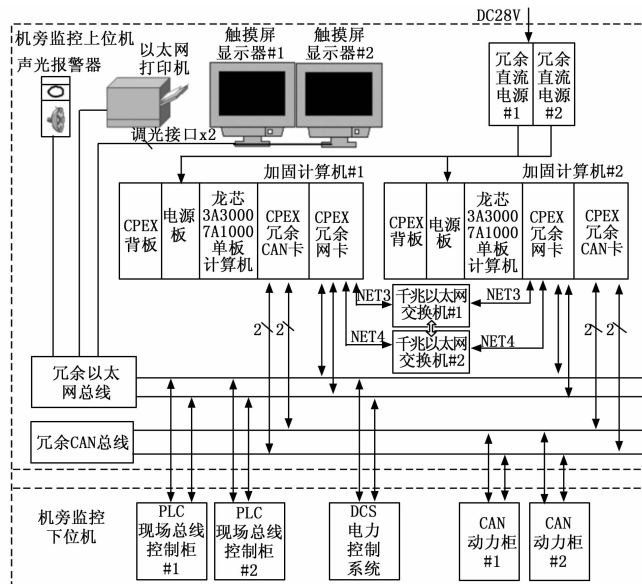 DC28V
机旁监控上位机
声光报警器
以太网
打印机
触摸屏
显示器#1
触摸屏
显示器#2
调光接口x2
冗余
直流
电源
#1
冗余
直流
电源
#2
加固计算机#1
加固计算机#2
CPEX
背板
电源
板
龙芯
3A3000
7A1000
单板
计算机
CPEX
冗余
CAN卡
CPEX
冗余
网卡
CPEX
背板
电源
板
龙芯
3A3000
7A1000
单板
计算机
CPEX
冗余
网卡
CPEX
冗余
CAN卡
NET3
千兆以太网
交换机#1
NET3
NET4
千兆以太网
交换机#2
NET4
2
2
2
2
冗余以太
网总线
冗余CAN总线
机旁监控
下位机
PLC
现场总线
控制柜
#1
PLC
现场总线
控制柜
#2
DCS
电力
控制
系统
CAN
动力柜
#1
CAN
动力柜
#2